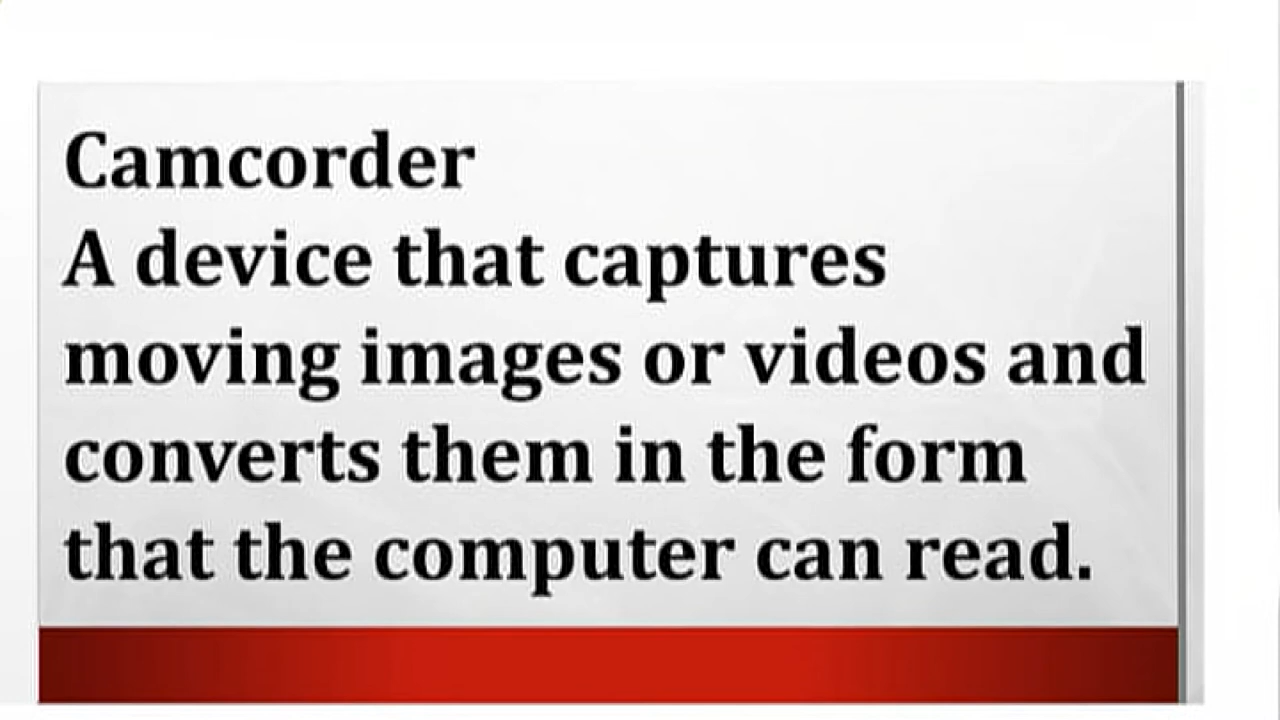 Camcorder
A device that captures
moving images or videos and
converts them in the form
that the computer can read.